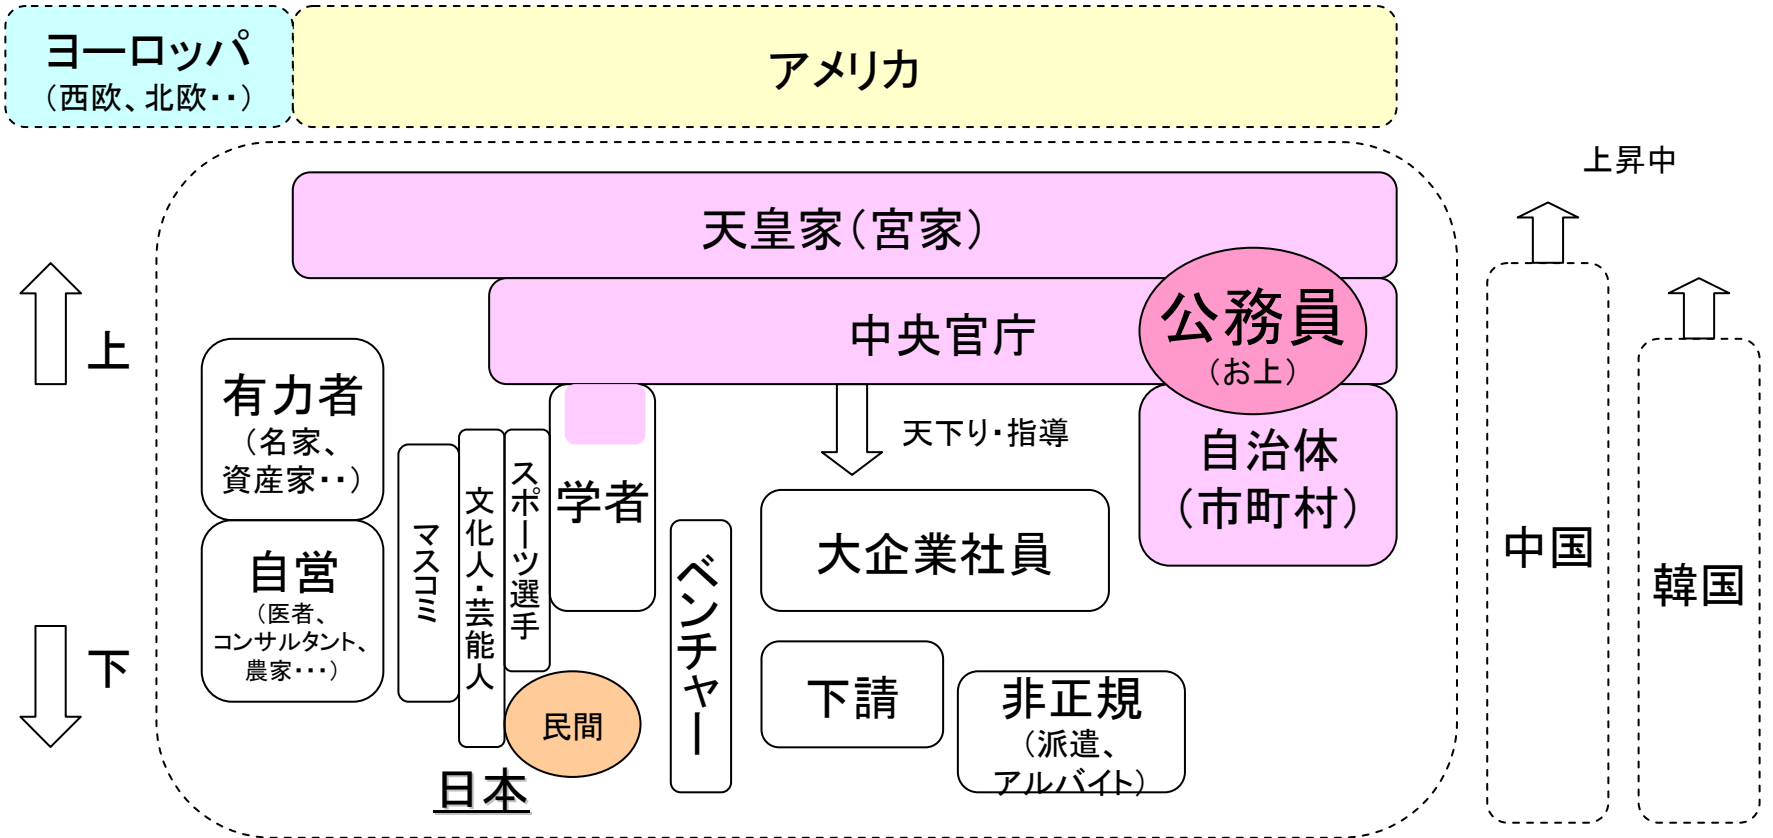 ヨーロッパ
（西欧、北欧・・）
アメリカ
上昇中
天皇家（宮家）
中央官庁
公務員
（お上）
上
有力者
（名家、
資産家・・）
天下り・指導
自治体
（市町村）
学者
スポーツ選手
文化人・芸能人
マスコミ
自営
（医者、
コンサルタント、
農家・・・）
ベンチャー
大企業社員
中国
韓国
下
下請
非正規
（派遣、
アルバイト）
民間
日本